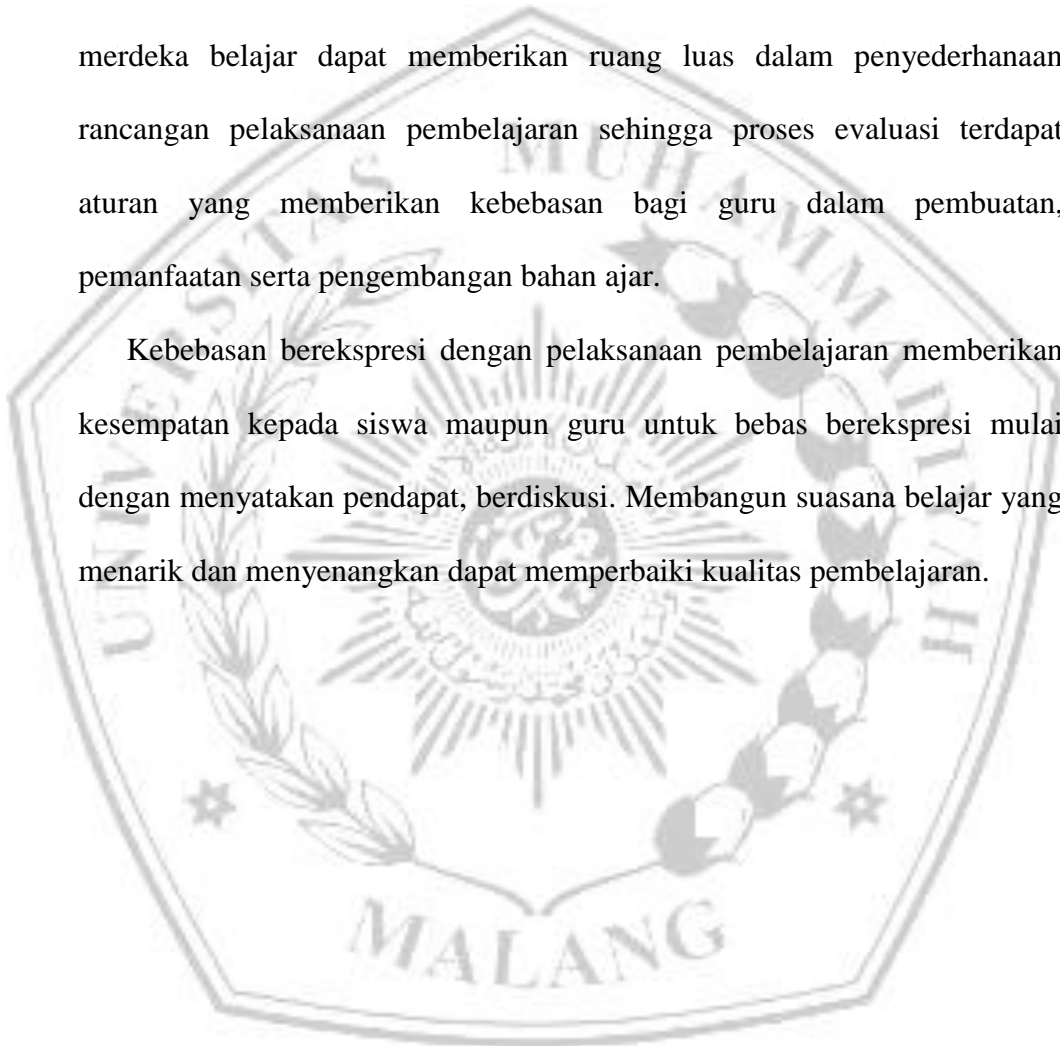 merdeka belajar dapat memberikan ruang luas dalam penyederhanaan
rancangan pelaksanaan pembelajaran sehingga proses evaluasi terdapat
aturan yang memberikan kebebasan bagi guru dalam pembuatan,
pemanfaatan serta pengembangan bahan ajar.
Kebebasan berekspresi dengan pelaksanaan pembelajaran memberikan
kesempatan kepada siswa maupun guru untuk bebas berekspresi mulai
dengan menyatakan pendapat, berdiskusi. Membangun suasana belajar yang
menarik dan menyenangkan dapat memperbaiki kualitas pembelajaran.
UNIVERSITAS MUHAMMADIYAH
MALANG